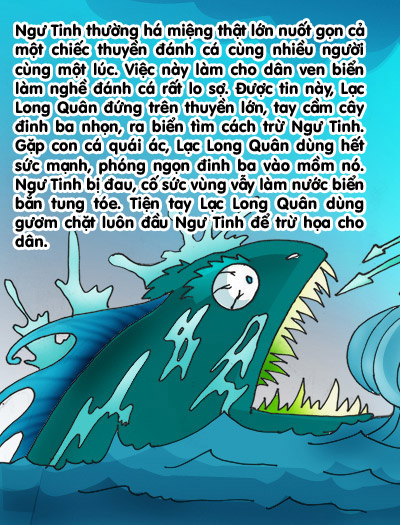 Ngư Tinh thường há miệng thật lớn nuốt gọn cả
một chiếc thuyền đánh cá cùng nhiều người
cùng một lúc. Việc này làm cho dân ven biển
làm nghề đánh cá rất lo sợ. Được tin này, Lạc
Long Quân đứng trên thuyền lớn, tay cầm cây
đinh ba nhọn, ra biển tìm cách trừ Ngư Tinh.
Gặp con cá quái ác, Lạc Long Quân dùng hết
sức mạnh, phóng ngọn đinh ba vào mồm nó.
Ngư Tinh bị đau, cố sức vùng vẫy làm nước biển
bắn tung tóe. Tiện tay Lạc Long Quân dùng
gươm chặt luôn đầu Ngư Tinh để trừ họa cho
dân.